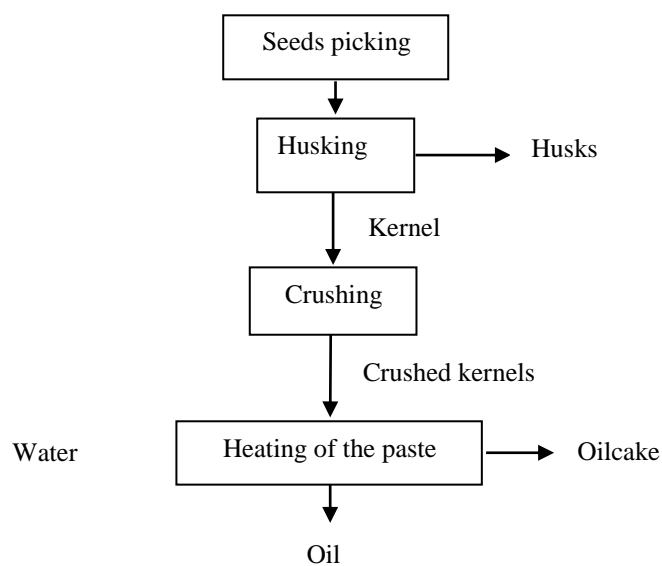 Seeds picking
Husking
Husks
Kernel
Crushing
Crushed kernels
Water
Heating of the paste
Oilcake
Oil